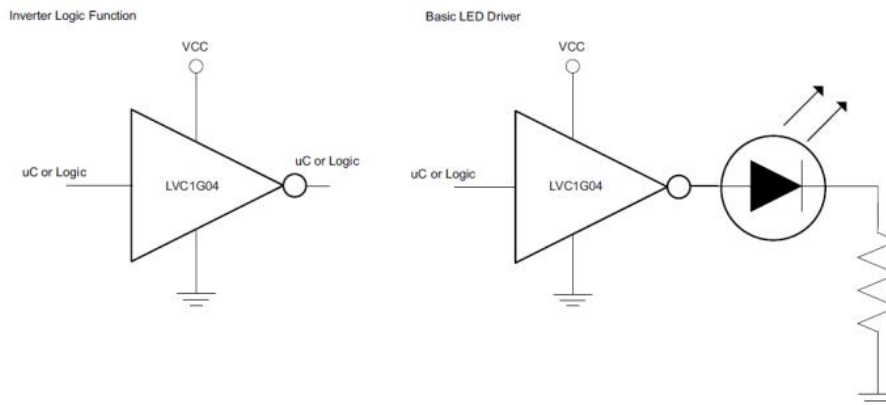 Inverter Logic Function
VCC
uC or Logic
LVC1G04
uC or Logic
Basic LED Driver
VCC
uC or Logic
LVC1G04